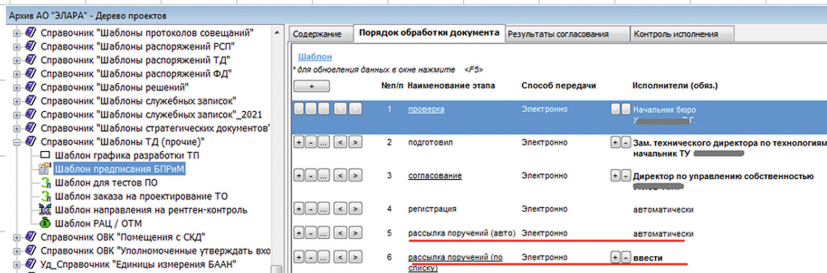 Архив АО "ЭЛАРА" - Дерево проектов
Справочник "Шаблоны протоколов совещаний"
Справочник "Шаблоны распоряжений РСП"
Справочник "Шаблоны распоряжений ТД"
Справочник "Шаблоны распоряжений ФД"
Справочник "Шаблоны решений"
Справочник "Шаблоны служебных записок"
Справочник "Шаблоны служебных записок"_2021
Справочник "Шаблоны стратегических документов"
Справочник "Шаблоны ТД (прочие)"
Шаблон графика разработки ТП
Шаблон предписания БПРиМ
Шаблон для тестов ПО
Шаблон заказа на проектирование ТО
Шаблон направления на рентген-контроль
Шаблон РАЦ / ОТМ
Справочник ОВК "Помещения с СКД"
Справочник ОВК "Уполномоченные утверждать вхо
Уд_Справочник "Единицы измерения БААН"
Содержание Порядок обработки документа Результаты согласования Контроль исполнения
Шаблон
* для обновления данных в окне нажмите <F5>
+ №п/п Наименование этапа Способ передачи Исполнители (обяз.)
1 проверка Электронно Начальник бюро
+ - ... < > 2 подготовил Электронно + - Зам. технического директора по технологиям
начальник ТУ
+ - ... < > 3 согласование Электронно + - Директор по управлению собственностью
+ - ... < > 4 регистрация Электронно автоматически
+ - ... < > 5 рассылка поручений (авто) Электронно автоматически
+ - ... < > 6 рассылка поручений (по Электронно + - ввести
списку)